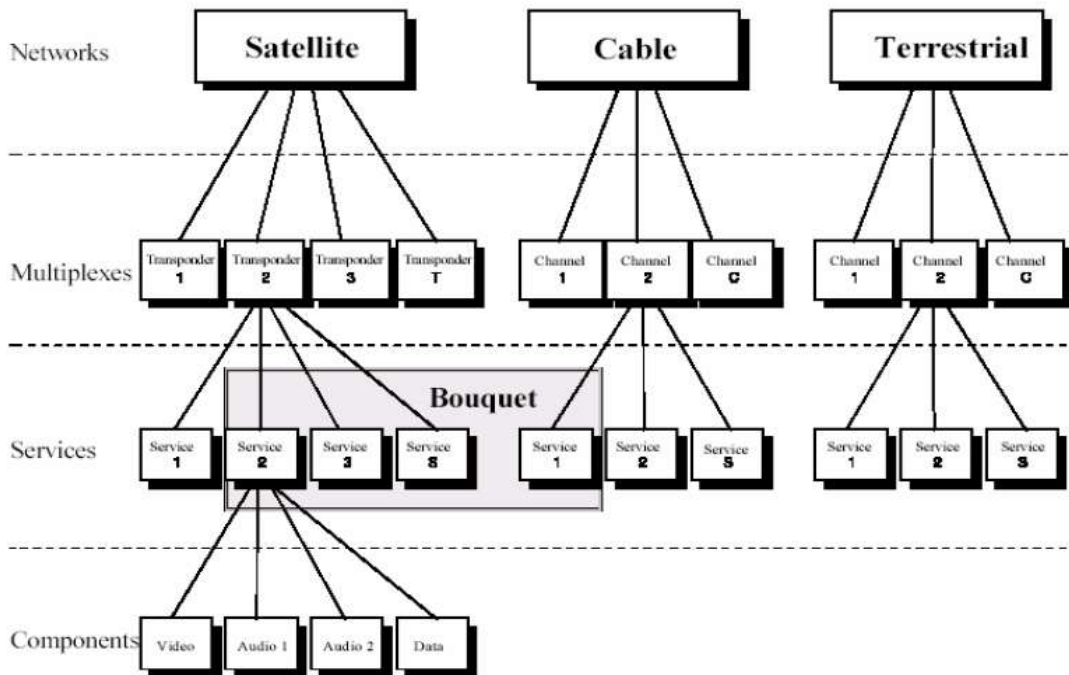 Networks
Satellite
Cable
Terrestrial
Multiplexes
Transponder
1
Transponder
2
Transponder
3
Transponder
T
Channel
1
Channel
2
Channel
C
Channel
1
Channel
2
Channel
C
Bouquet
Services
Service
1
Service
2
Service
3
Service
S
Service
1
Service
2
Service
S
Service
1
Service
2
Service
S
Components
Video
Audio 1
Audio 2
Data